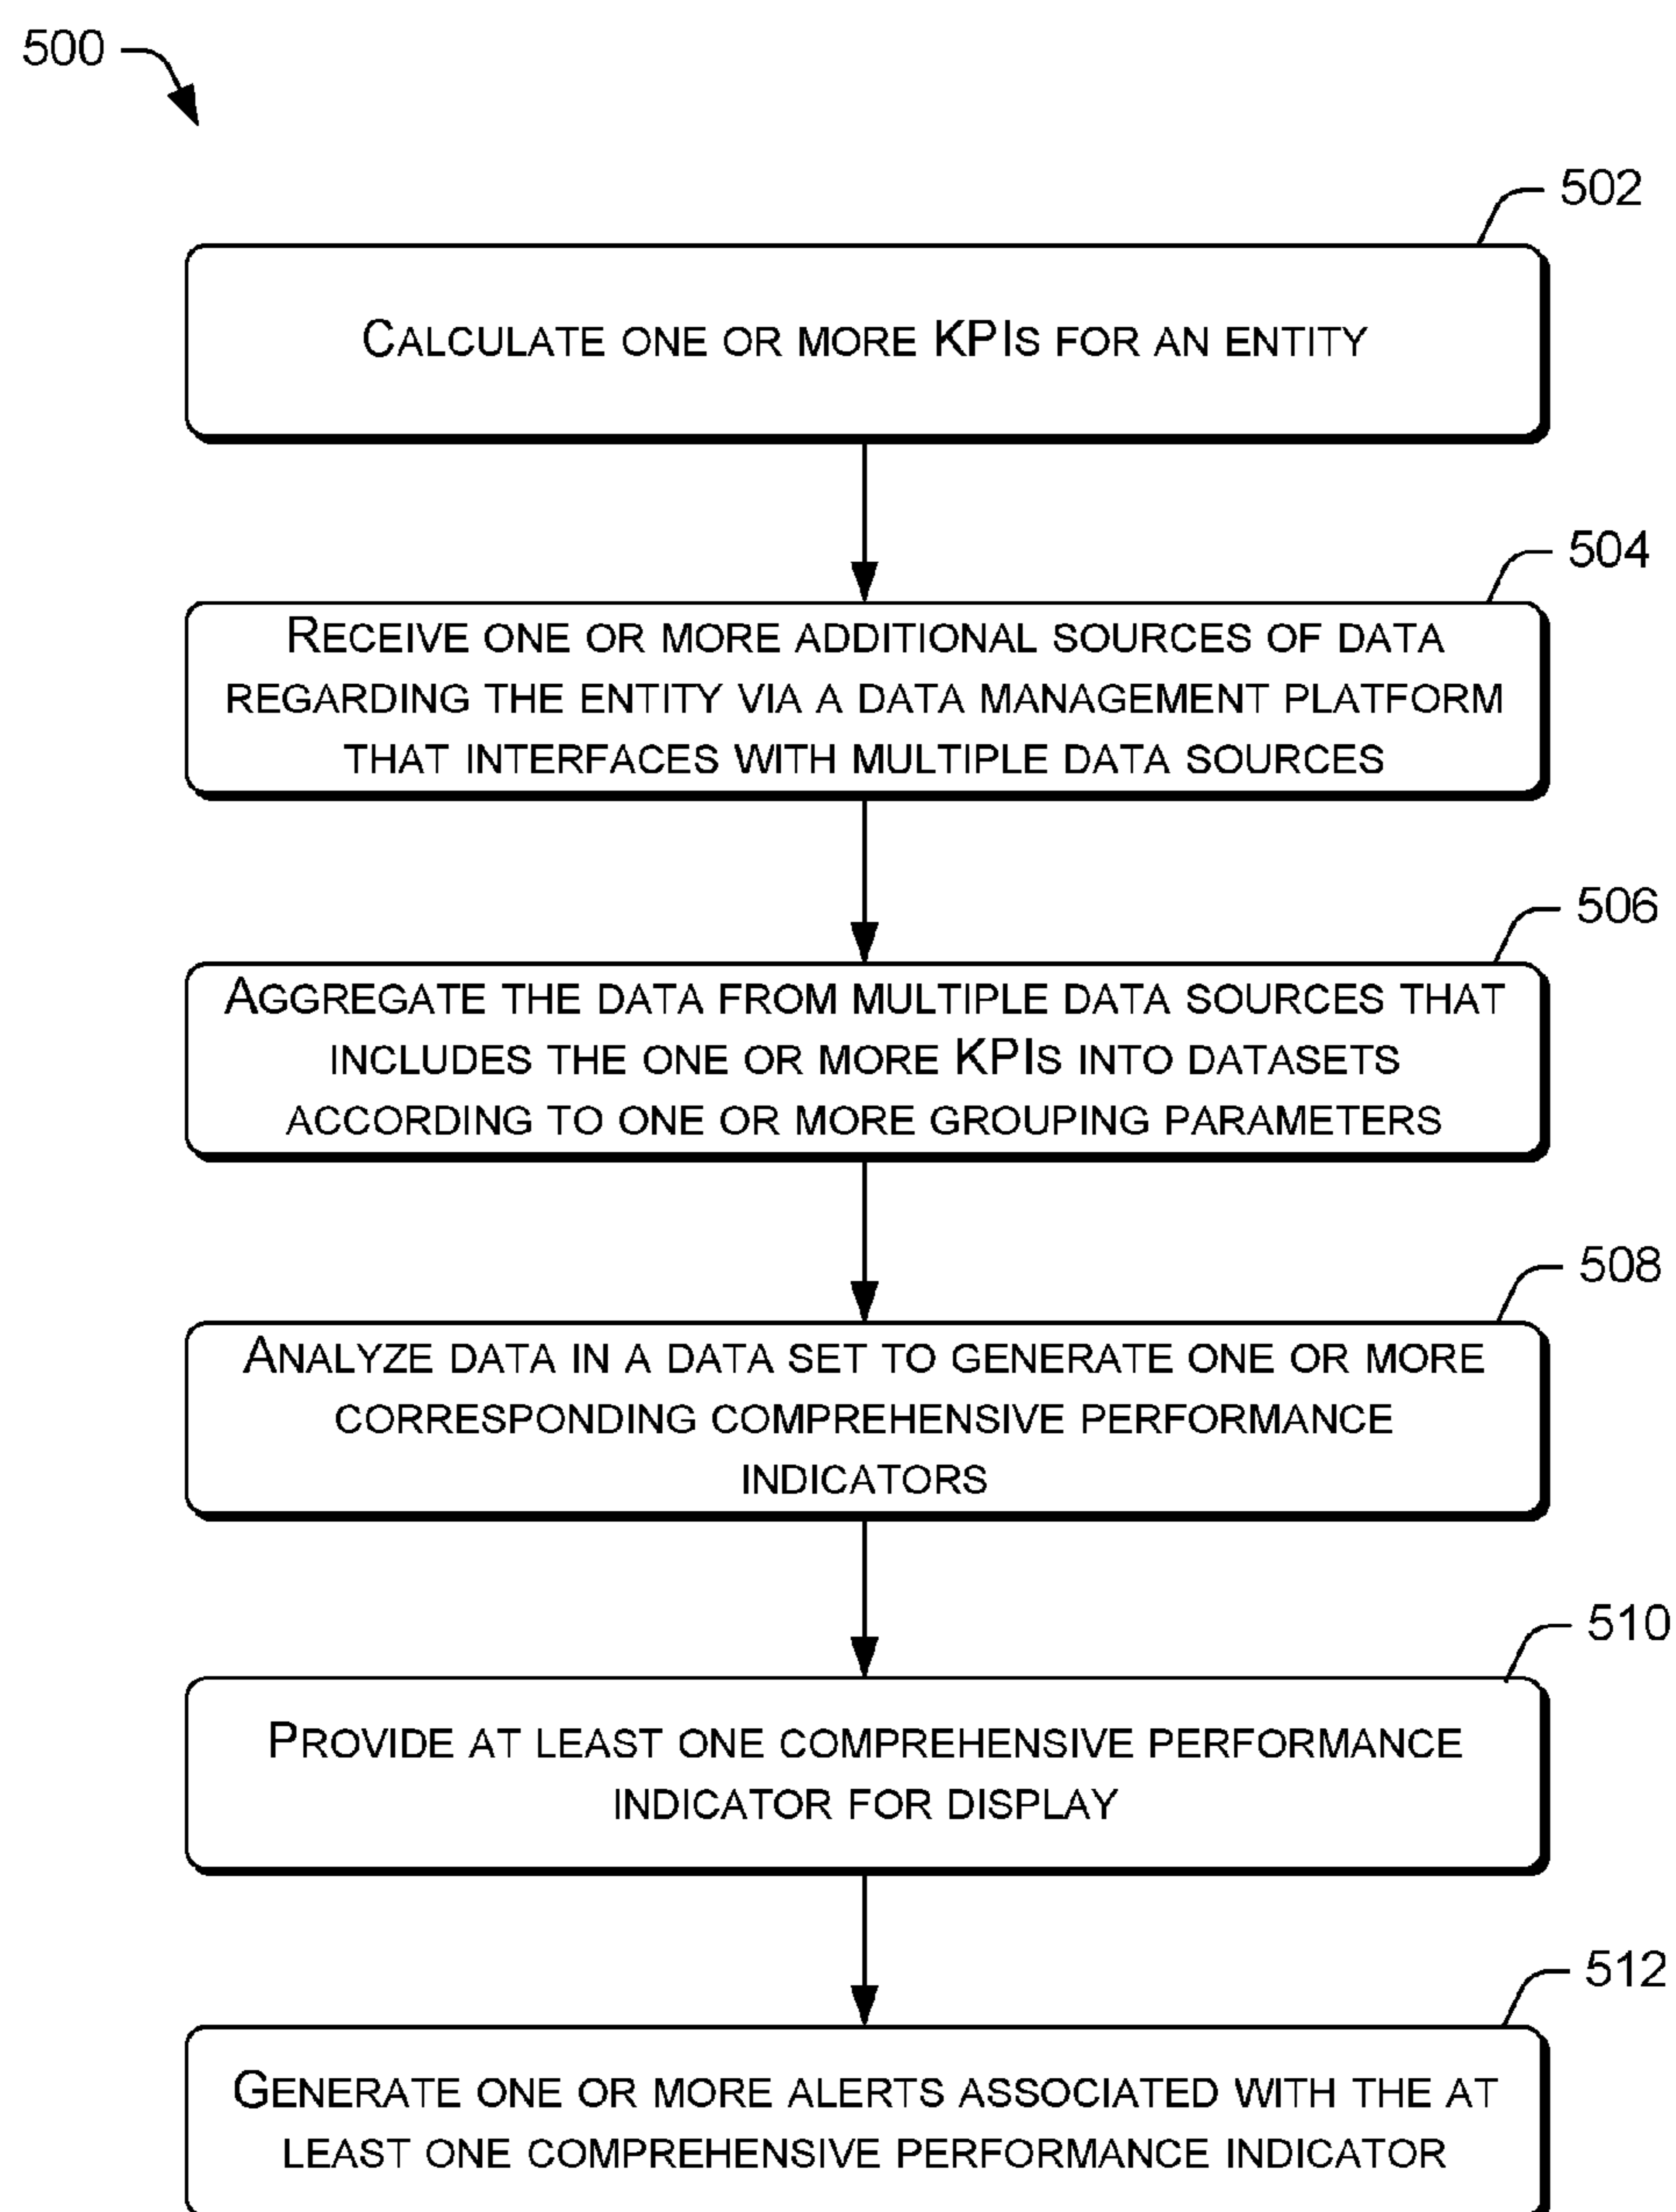 500
502
CALCULATE ONE OR MORE KPIS FOR AN ENTITY
504
RECEIVE ONE OR MORE ADDITIONAL SOURCES OF DATA
REGARDING THE ENTITY VIA A DATA MANAGEMENT PLATFORM
THAT INTERFACES WITH MULTIPLE DATA SOURCES
506
AGGREGATE THE DATA FROM MULTIPLE DATA SOURCES THAT
INCLUDES THE ONE OR MORE KPIS INTO DATASETS
ACCORDING TO ONE OR MORE GROUPING PARAMETERS
508
ANALYZE DATA IN A DATA SET TO GENERATE ONE OR MORE
CORRESPONDING COMPREHENSIVE PERFORMANCE
INDICATORS
510
PROVIDE AT LEAST ONE COMPREHENSIVE PERFORMANCE
INDICATOR FOR DISPLAY
512
GENERATE ONE OR MORE ALERTS ASSOCIATED WITH THE AT
LEAST ONE COMPREHENSIVE PERFORMANCE INDICATOR